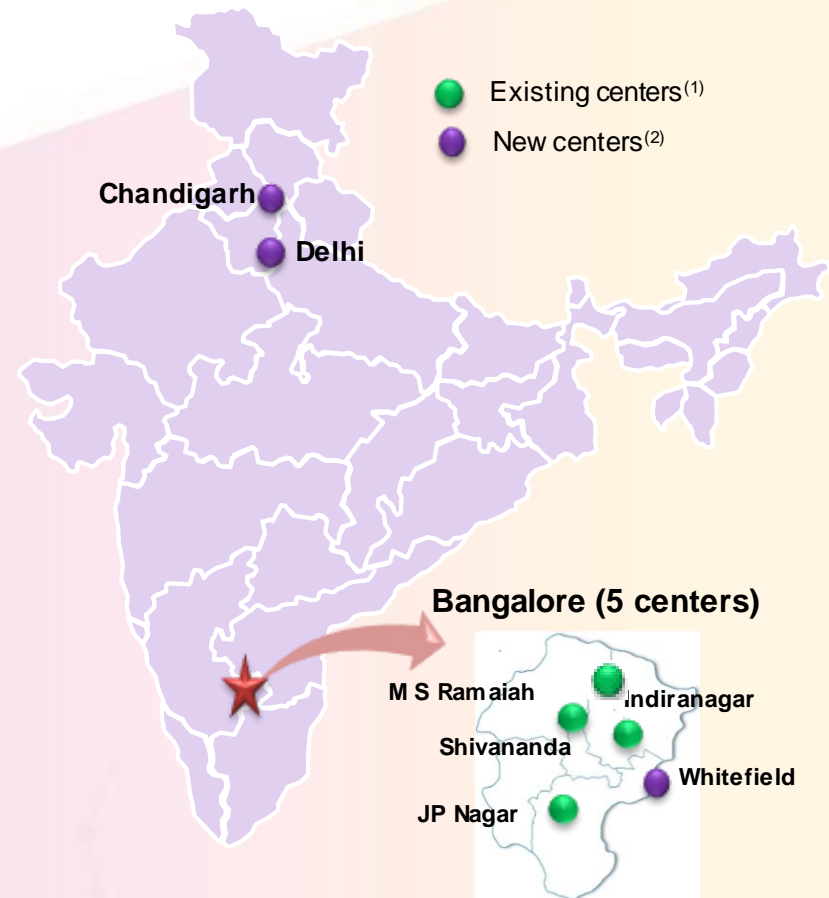 Existing centers(1)
New centers(2)
Chandigarh
Delhi
Bangalore (5 centers)
M S Ramaiah
Indiranagar
Shivananda
Whitefield
JP Nagar